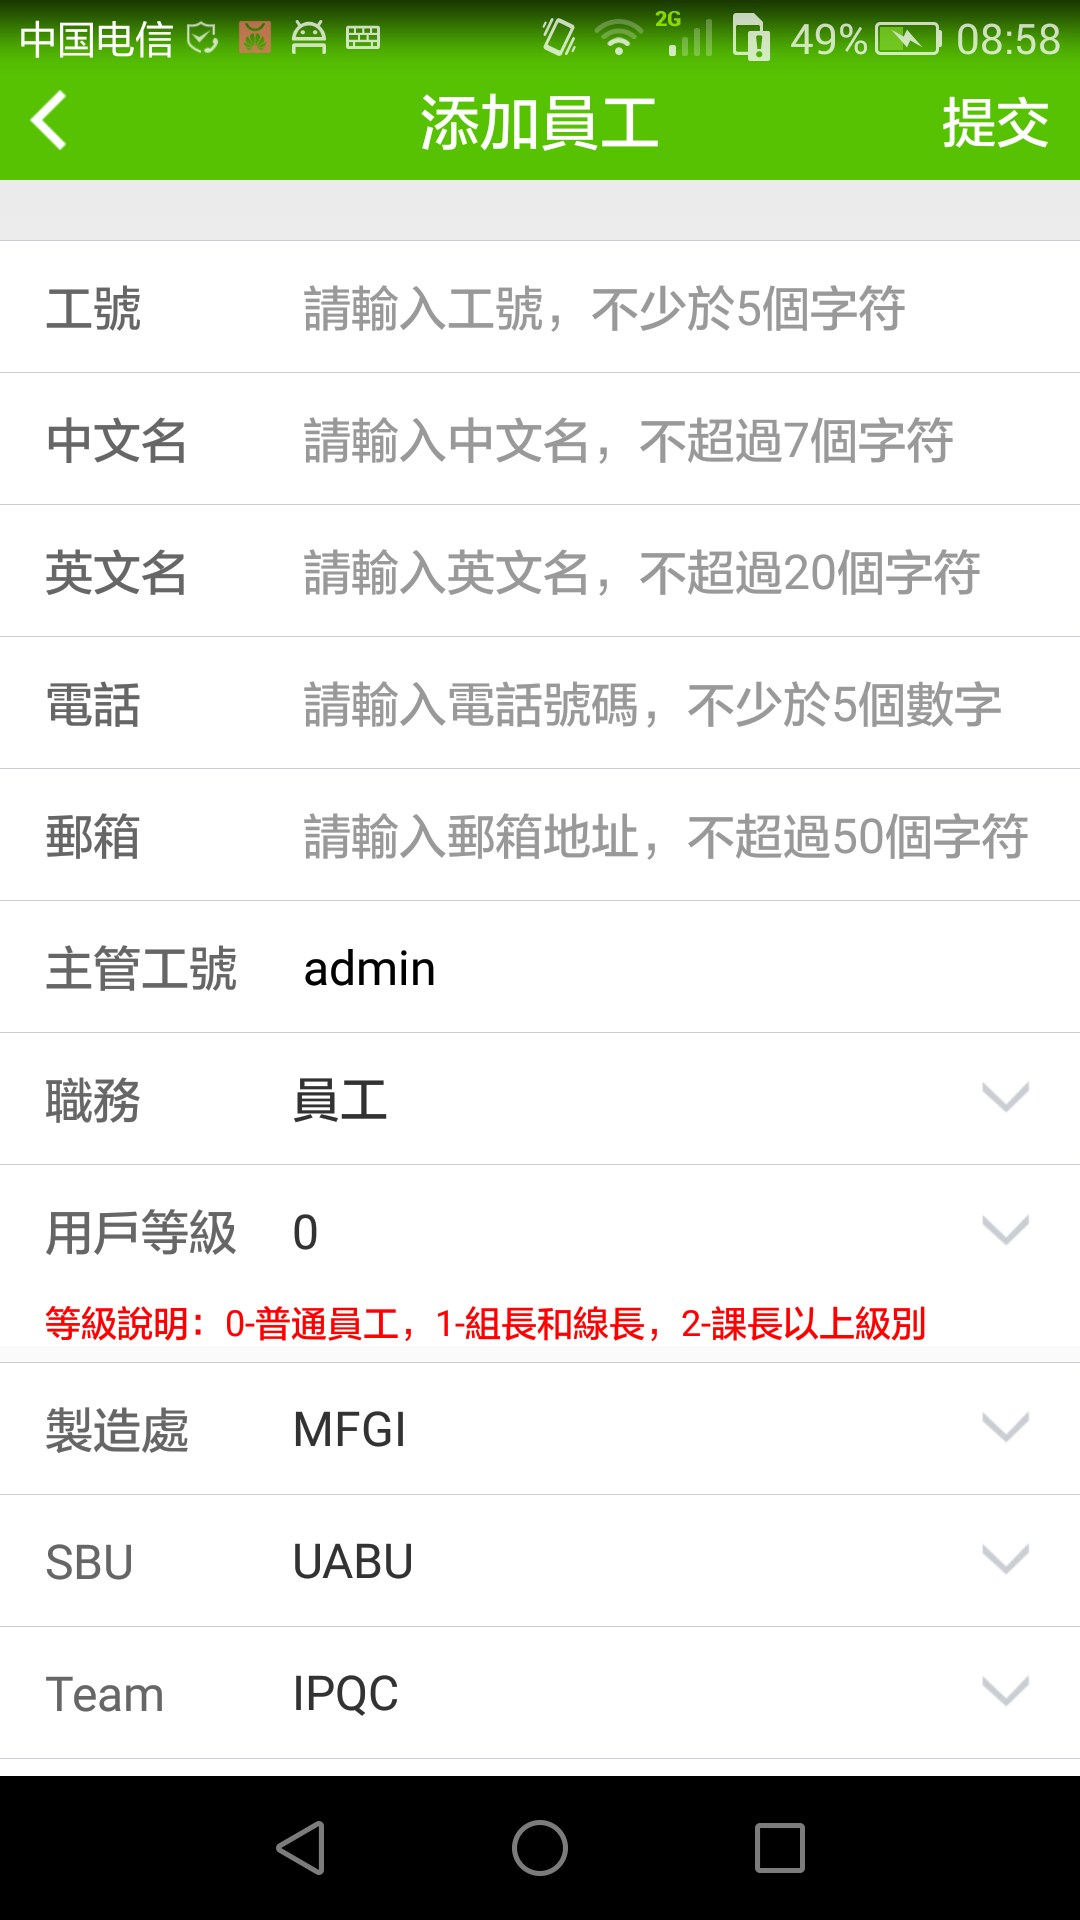 中国电信 2G 49% 08:58
添加員工 提交
工號 請輸入工號，不少於5個字符
中文名 請輸入中文名，不超過7個字符
英文名 請輸入英文名，不超過20個字符
電話 請輸入電話號碼，不少於5個數字
郵箱 請輸入郵箱地址，不超過50個字符
主管工號 admin
職務 員工
用戶等級 0
等級說明：0-普通員工，1-組長和線長，2-課長以上級別
製造處 MFGI
SBU UABU
Team IPQC